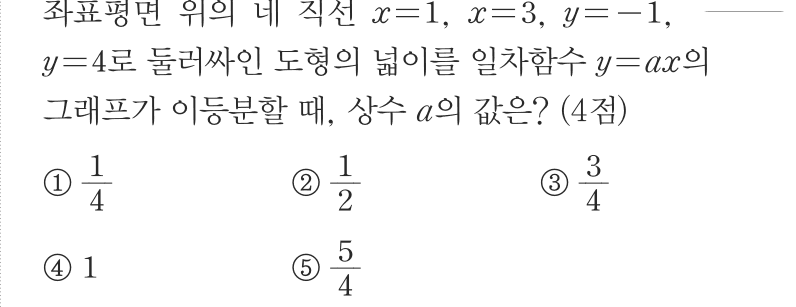 좌표평면 위의 네 직선 x=1, x=3, y=−1,
y=4로 둘러싸인 도형의 넓이를 일차함수 y=ax의
그래프가 이등분할 때, 상수 a의 값은? (4점)
① 1/4 ② 1/2 ③ 3/4
④ 1 ⑤ 5/4